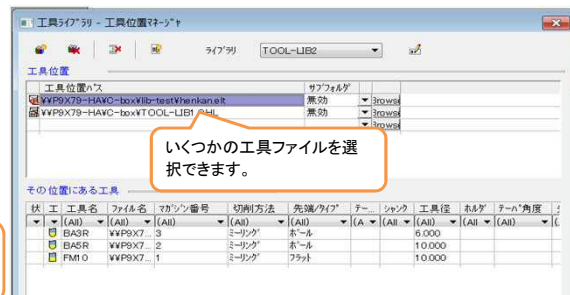 工具ﾗｲﾌﾞﾗﾘ - 工具位置ﾏﾈｰｼﾞｬ
ﾗｲﾌﾞﾗﾘ TOOL-LIB2
工具位置
工具位置ﾊﾟｽ ｻﾌﾞﾌｫﾙﾀﾞ
¥¥P9X79-HA¥C-box¥lib-test¥henkan.elt 無効 Browse
¥¥P9X79-HA¥C-box¥TOOL-LIB1 無効 Browse
Browse
いくつかの工具ファイルを選
択できます。
その位置にある工具
状 工 工具名 ﾌｧｲﾙ名 ﾏｶﾞｼﾞﾝ番号 切削方法 先端/ﾀｲﾌﾟ ﾃｰ... ｼｬﾝｸ 工具径 ﾎﾙﾀﾞ ﾃｰﾊﾟ角度
(All) (All) (All) (All) (All) (A (All (All) (All (All) (.
BA3R ¥¥P9X7... 3 ﾐｰﾘﾝｸﾞ ﾎﾞｰﾙ 6.000
BA5R ¥¥P9X7... 2 ﾐｰﾘﾝｸﾞ ﾎﾞｰﾙ 10.000
FM10 ¥¥P9X7... 1 ﾐｰﾘﾝｸﾞ ﾌﾗｯﾄ 10.000